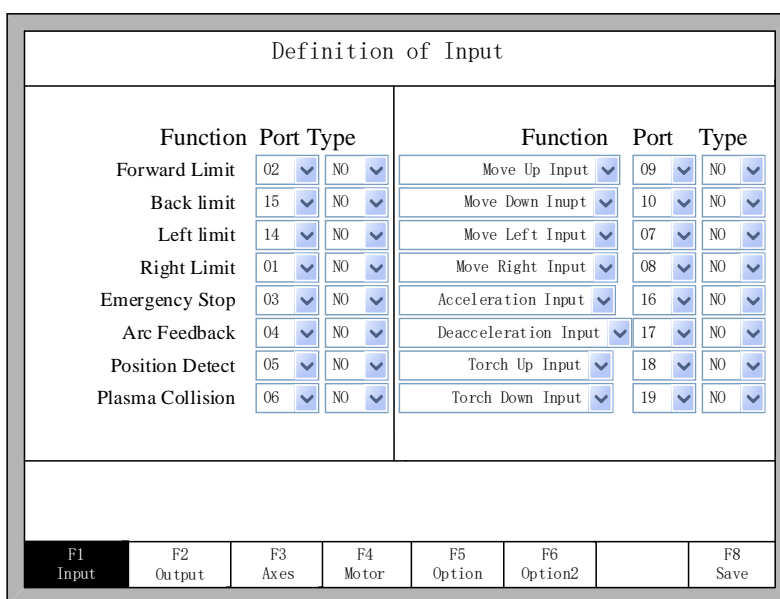 Definition of Input
Function Port Type
Forward Limit 02 NO
Back limit 15 NO
Left limit 14 NO
Right Limit 01 NO
Emergency Stop 03 NO
Arc Feedback 04 NO
Position Detect 05 NO
Plasma Collision 06 NO
Function Port Type
Move Up Input 09 NO
Move Down Inupt 10 NO
Move Left Input 07 NO
Move Right Input 08 NO
Acceleration Input 16 NO
Deacceleration Input 17 NO
Torch Up Input 18 NO
Torch Down Input 19 NO
F1 F2 F3 F4 F5 F6 F8
Input Output Axes Motor Option Option2 Save